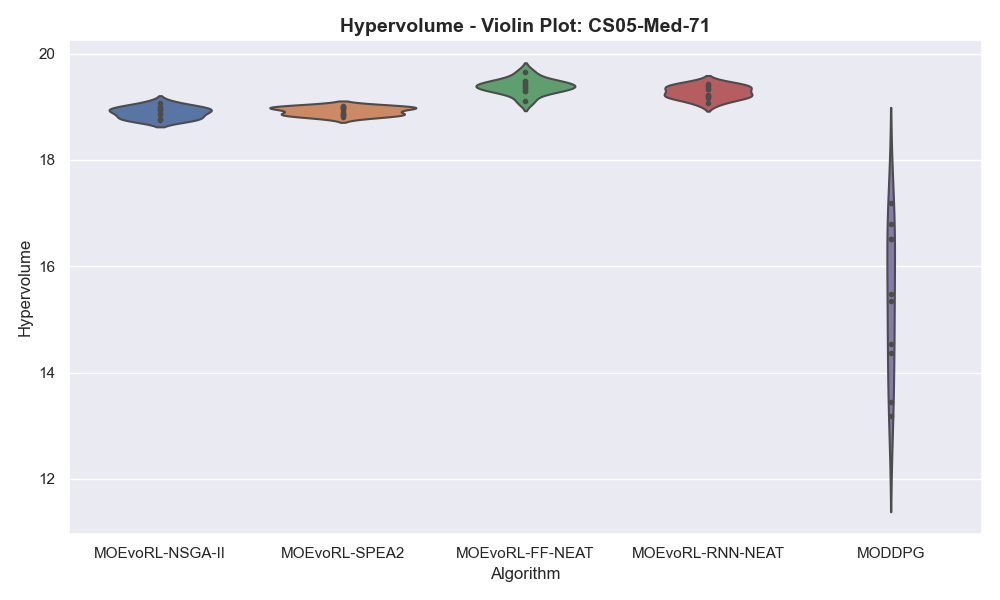 Hypervolume - Violin Plot: CS05-Med-71
20
18
16
14
12
Hypervolume
MOEvoRL-NSGA-II MOEvoRL-SPEA2 MOEvoRL-FF-NEAT MOEvoRL-RNN-NEAT MODDPG
Algorithm